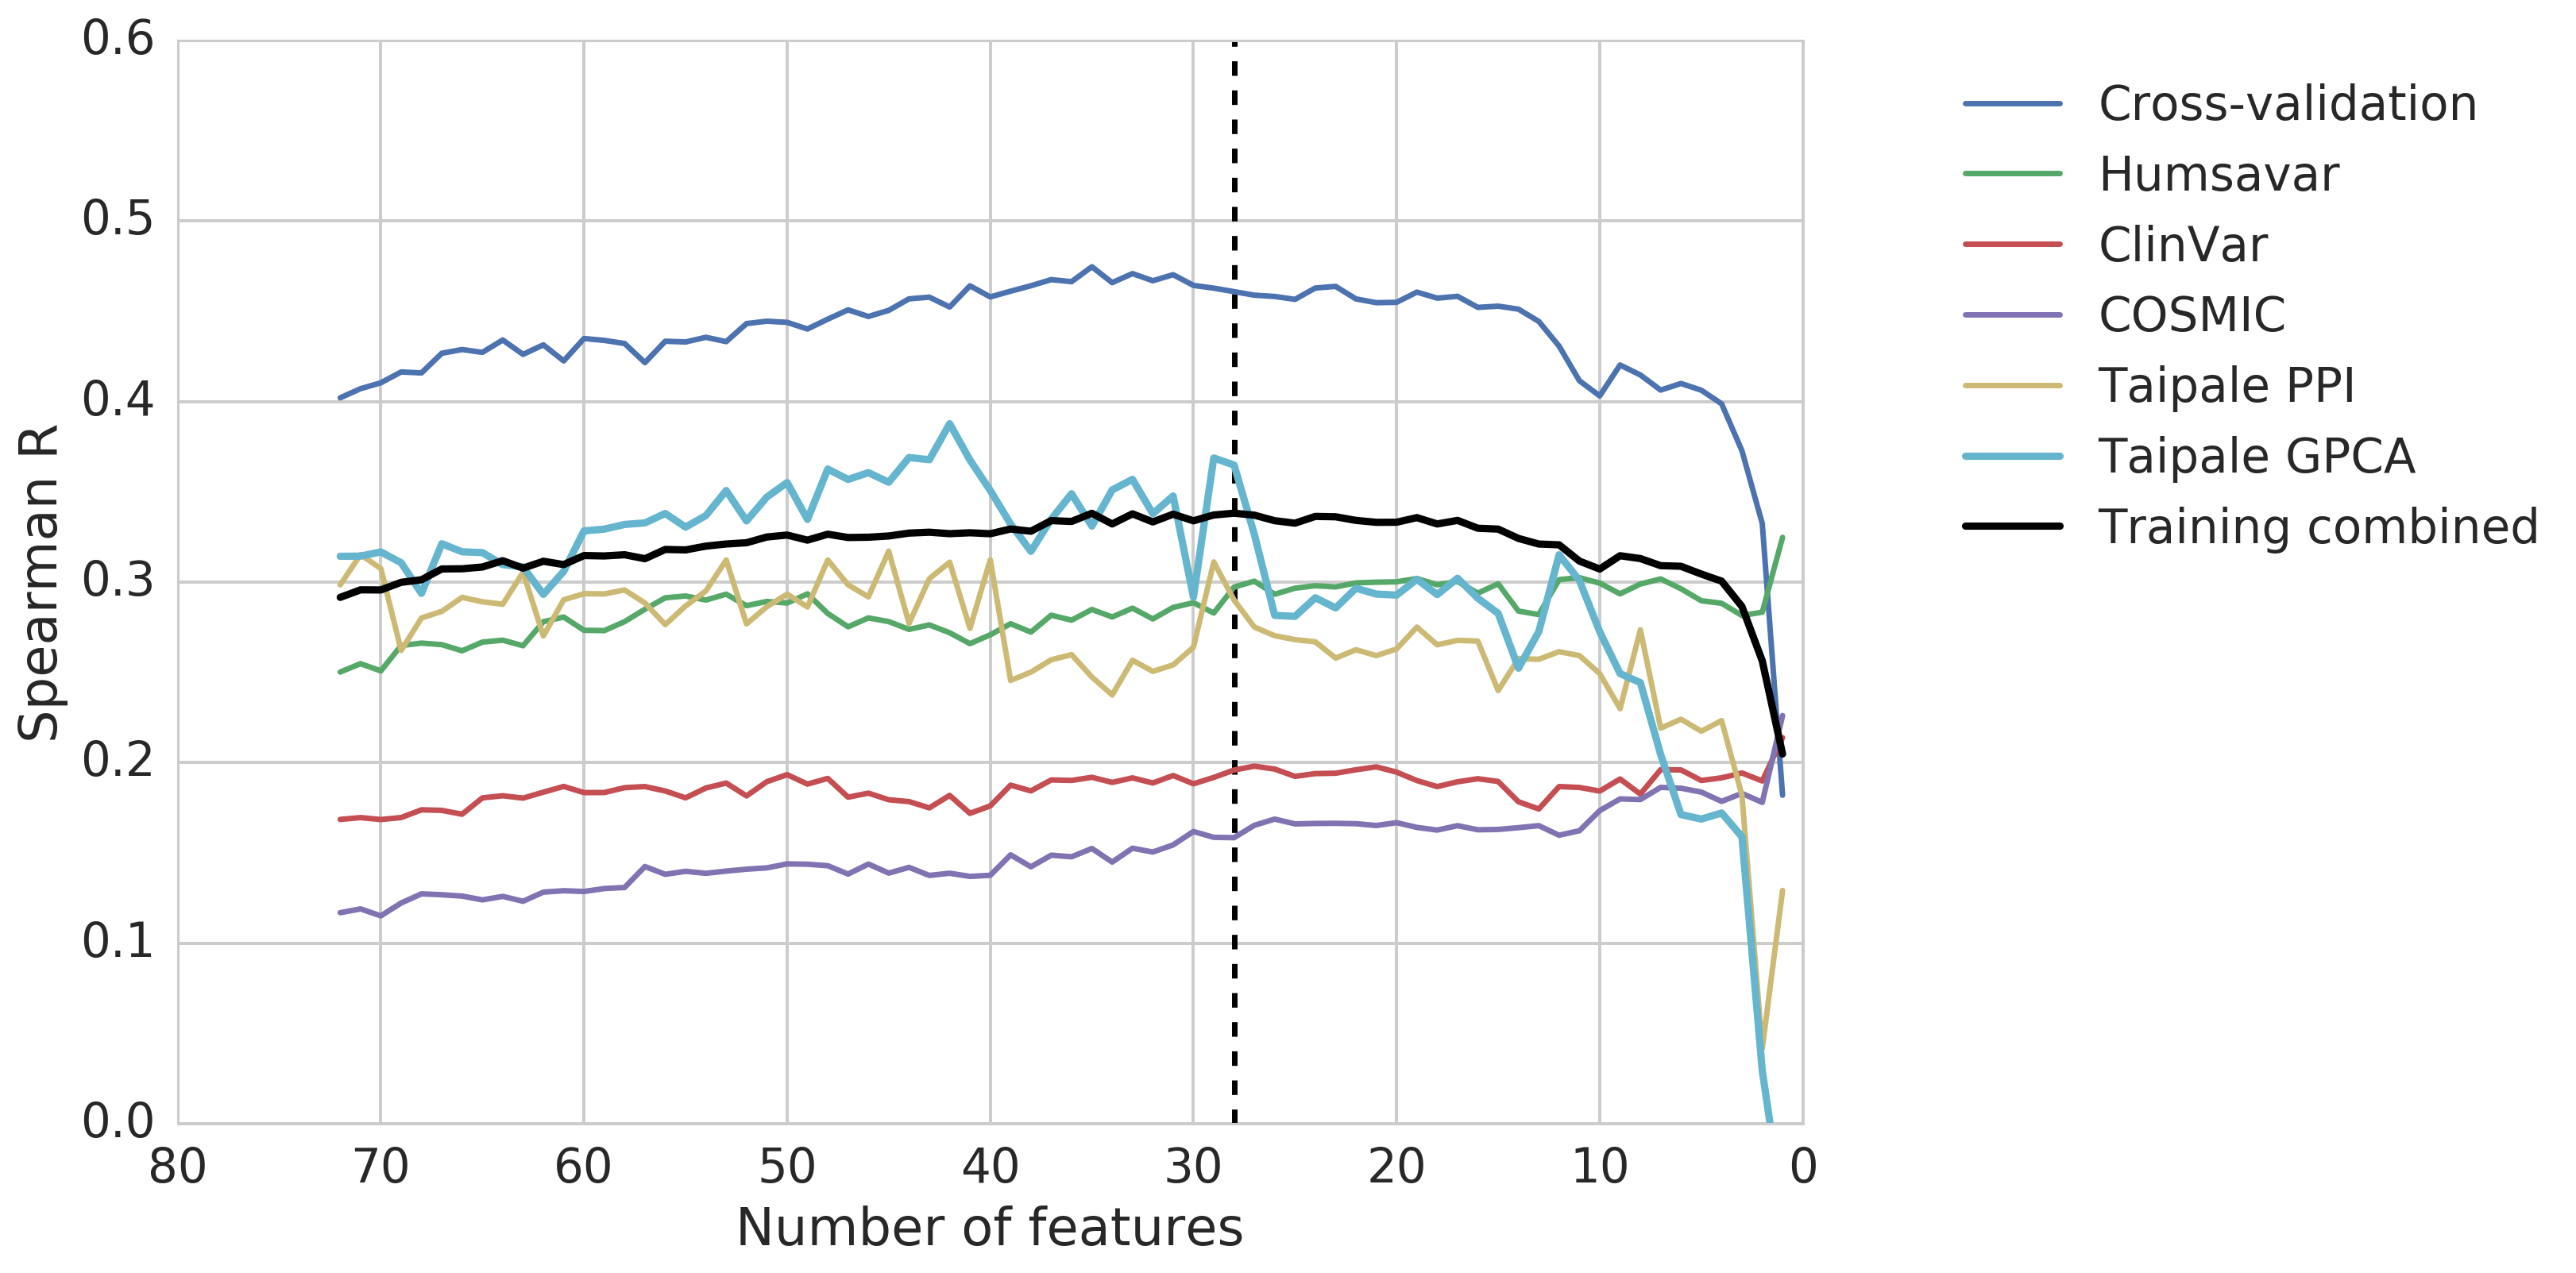 0.6
0.5
0.4
0.3
0.2
0.1
0.0
Spearman R
80 70 60 50 40 30 20 10 0
Number of features
Cross-validation
Humsavar
ClinVar
COSMIC
Taipale PPI
Taipale GPCA
Training combined